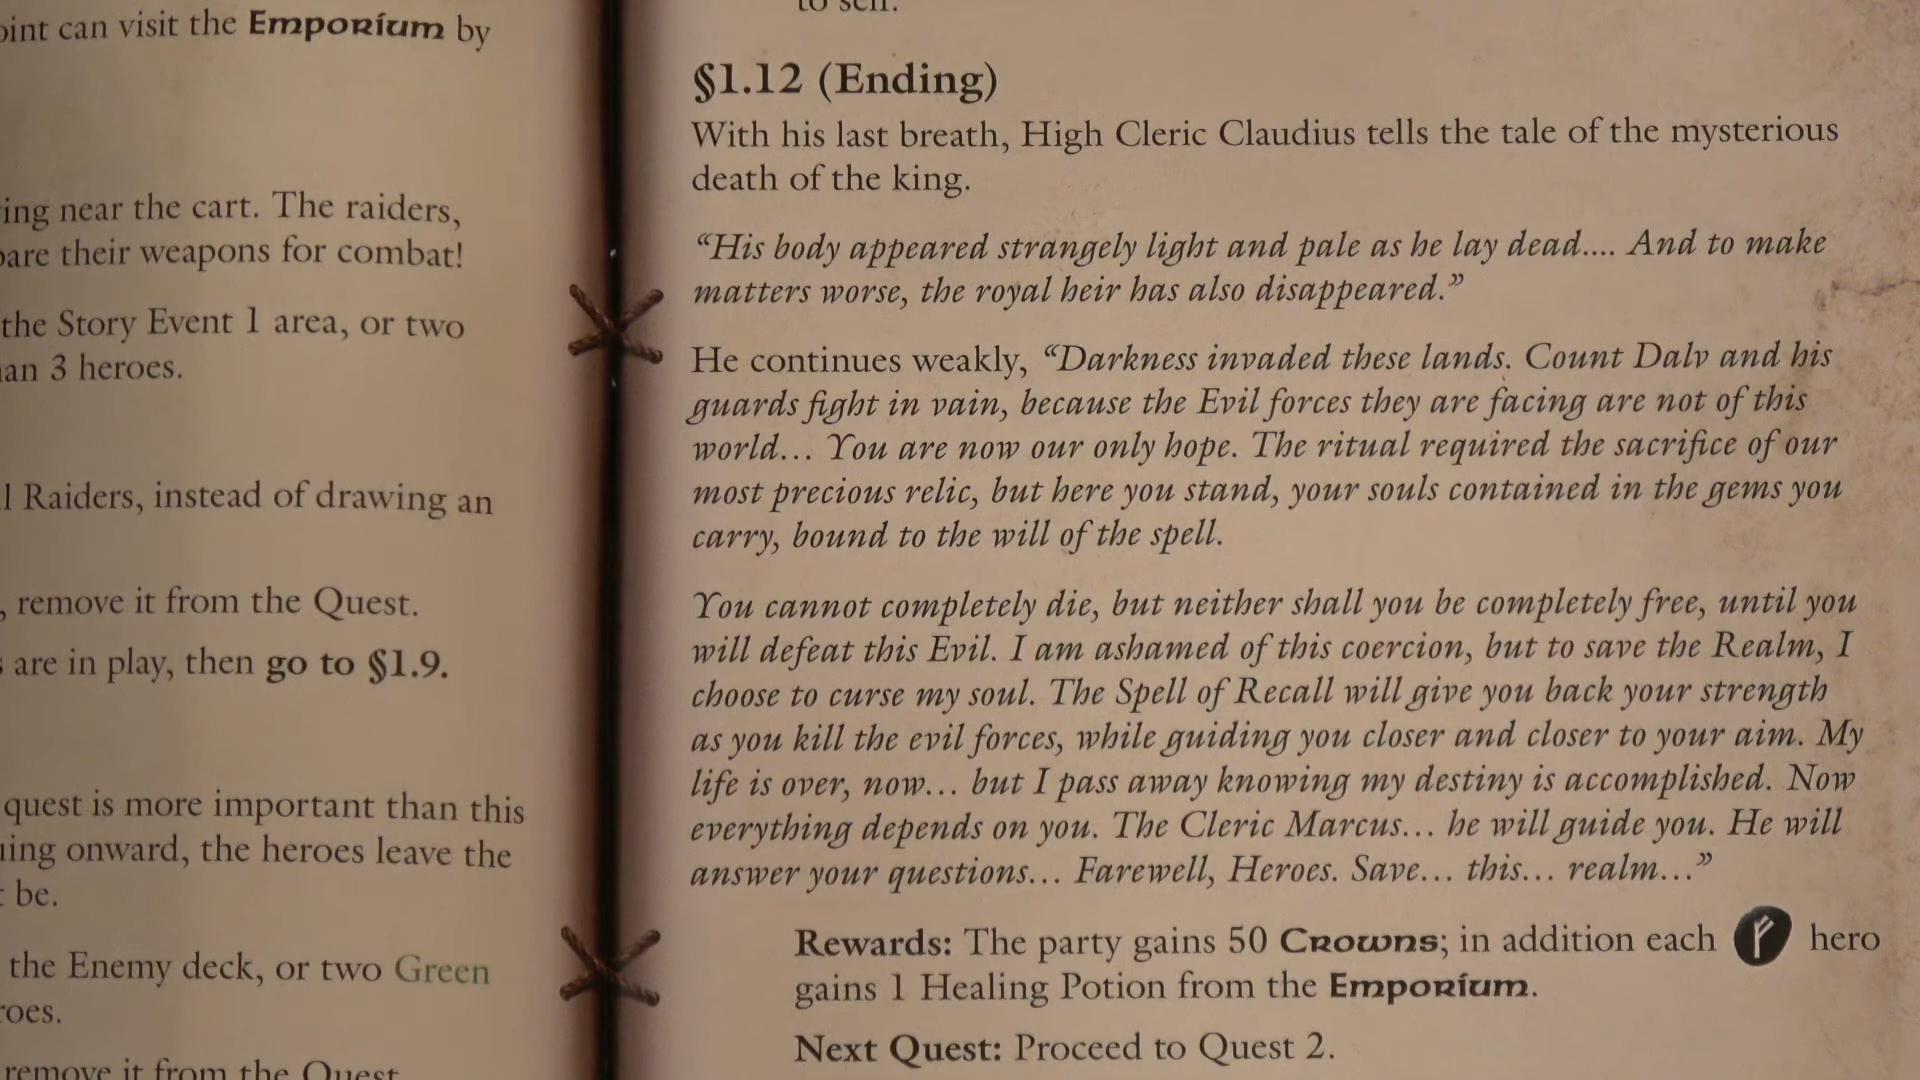 can visit the Emporium by
near the cart. The raiders,
their weapons for combat!
the Story Event 1 area, or two
3 heroes.
Raiders, instead of drawing an
, remove it from the Quest.
are in play, then go to §1.9.
quest is more important than this
onward, the heroes leave the
be.
the Enemy deck, or two Green
remove it from the Quest
to self.
§1.12 (Ending)
With his last breath, High Cleric Claudius tells the tale of the mysterious
death of the king.
“His body appeared strangely light and pale as he lay dead.... And to make
matters worse, the royal heir has also disappeared.”
He continues weakly, “Darkness invaded these lands. Count Dalv and his
guards fight in vain, because the Evil forces they are facing are not of this
world... You are now our only hope. The ritual required the sacrifice of our
most precious relic, but here you stand, your souls contained in the gems you
carry, bound to the will of the spell.
You cannot completely die, but neither shall you be completely free, until you
will defeat this Evil. I am ashamed of this coercion, but to save the Realm, I
choose to curse my soul. The Spell of Recall will give you back your strength
as you kill the evil forces, while guiding you closer and closer to your aim. My
life is over, now... but I pass away knowing my destiny is accomplished. Now
everything depends on you. The Cleric Marcus... he will guide you. He will
answer your questions... Farewell, Heroes. Save... this... realm...”
Rewards: The party gains 50 Crowns; in addition each hero
gains 1 Healing Potion from the Emporium.
Next Quest: Proceed to Quest 2.